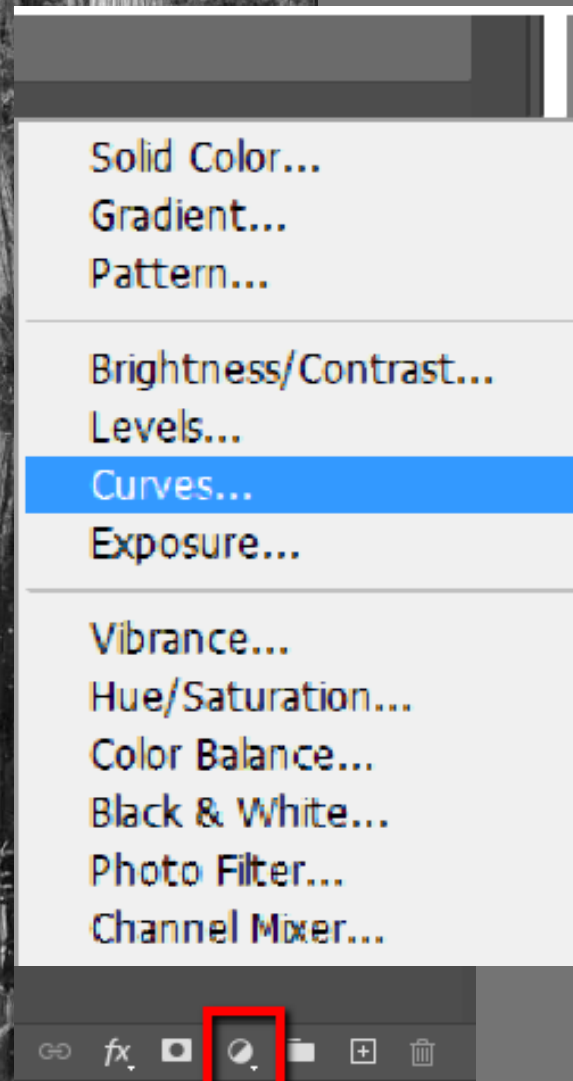 Solid Color...
Gradient...
Pattern...
Brightness/Contrast...
Levels...
Curves...
Exposure...
Vibrance...
Hue/Saturation...
Color Balance...
Black & White...
Photo Filter...
Channel Mixer...
fx